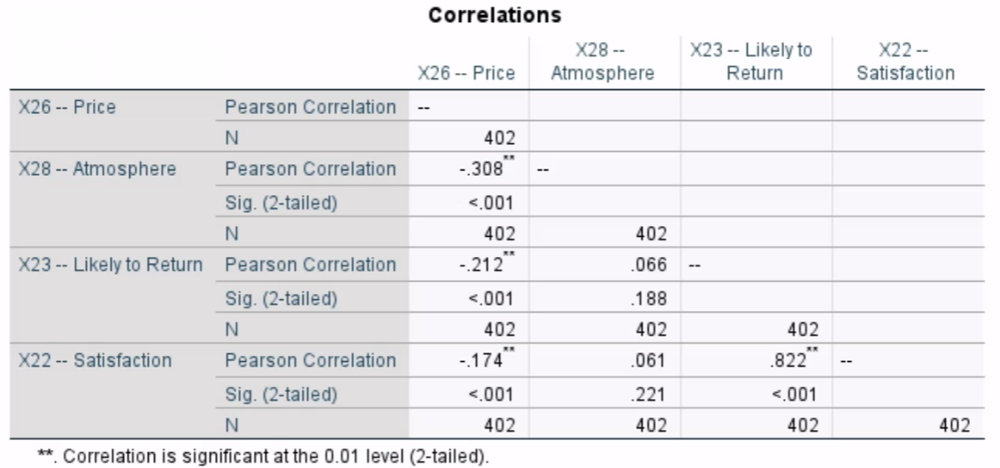 Correlations
X26 -- Price X28 -- Atmosphere X23 -- Likely to Return X22 -- Satisfaction
X26 -- Price Pearson Correlation --
N 402
X28 -- Atmosphere Pearson Correlation -.308** --
Sig. (2-tailed) <.001
N 402 402
X23 -- Likely to Return Pearson Correlation -.212** .066 --
Sig. (2-tailed) <.001 .188
N 402 402 402
X22 -- Satisfaction Pearson Correlation -.174** .061 .822** --
Sig. (2-tailed) <.001 .221 <.001
N 402 402 402 402
**. Correlation is significant at the 0.01 level (2-tailed).